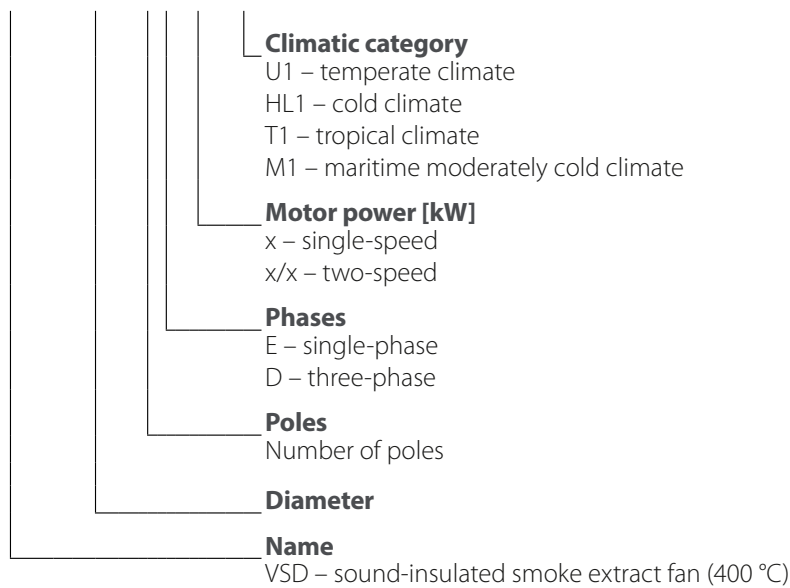 Climatic category
U1 – temperate climate
HL1 – cold climate
T1 – tropical climate
M1 – maritime moderately cold climate
Motor power [kW]
x – single-speed
x/x – two-speed
Phases
E – single-phase
D – three-phase
Poles
Number of poles
Diameter
Name
VSD – sound-insulated smoke extract fan (400 °C)